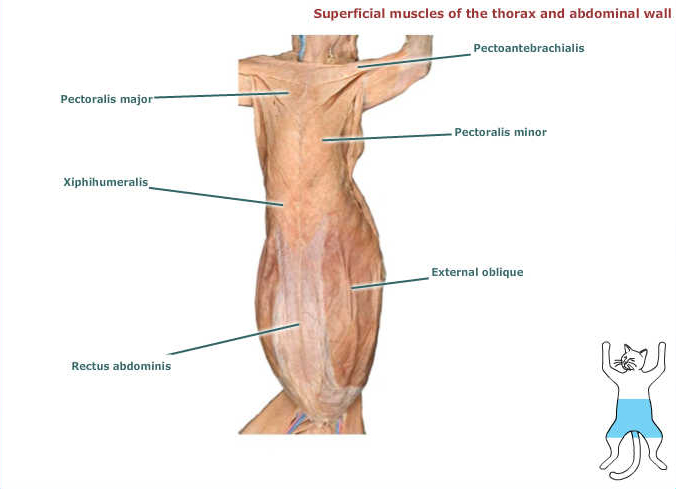 Superficial muscles of the thorax and abdominal wall
Pectoantebrachialis
Pectoralis major
Pectoralis minor
Xiphihumeralis
External oblique
Rectus abdominis